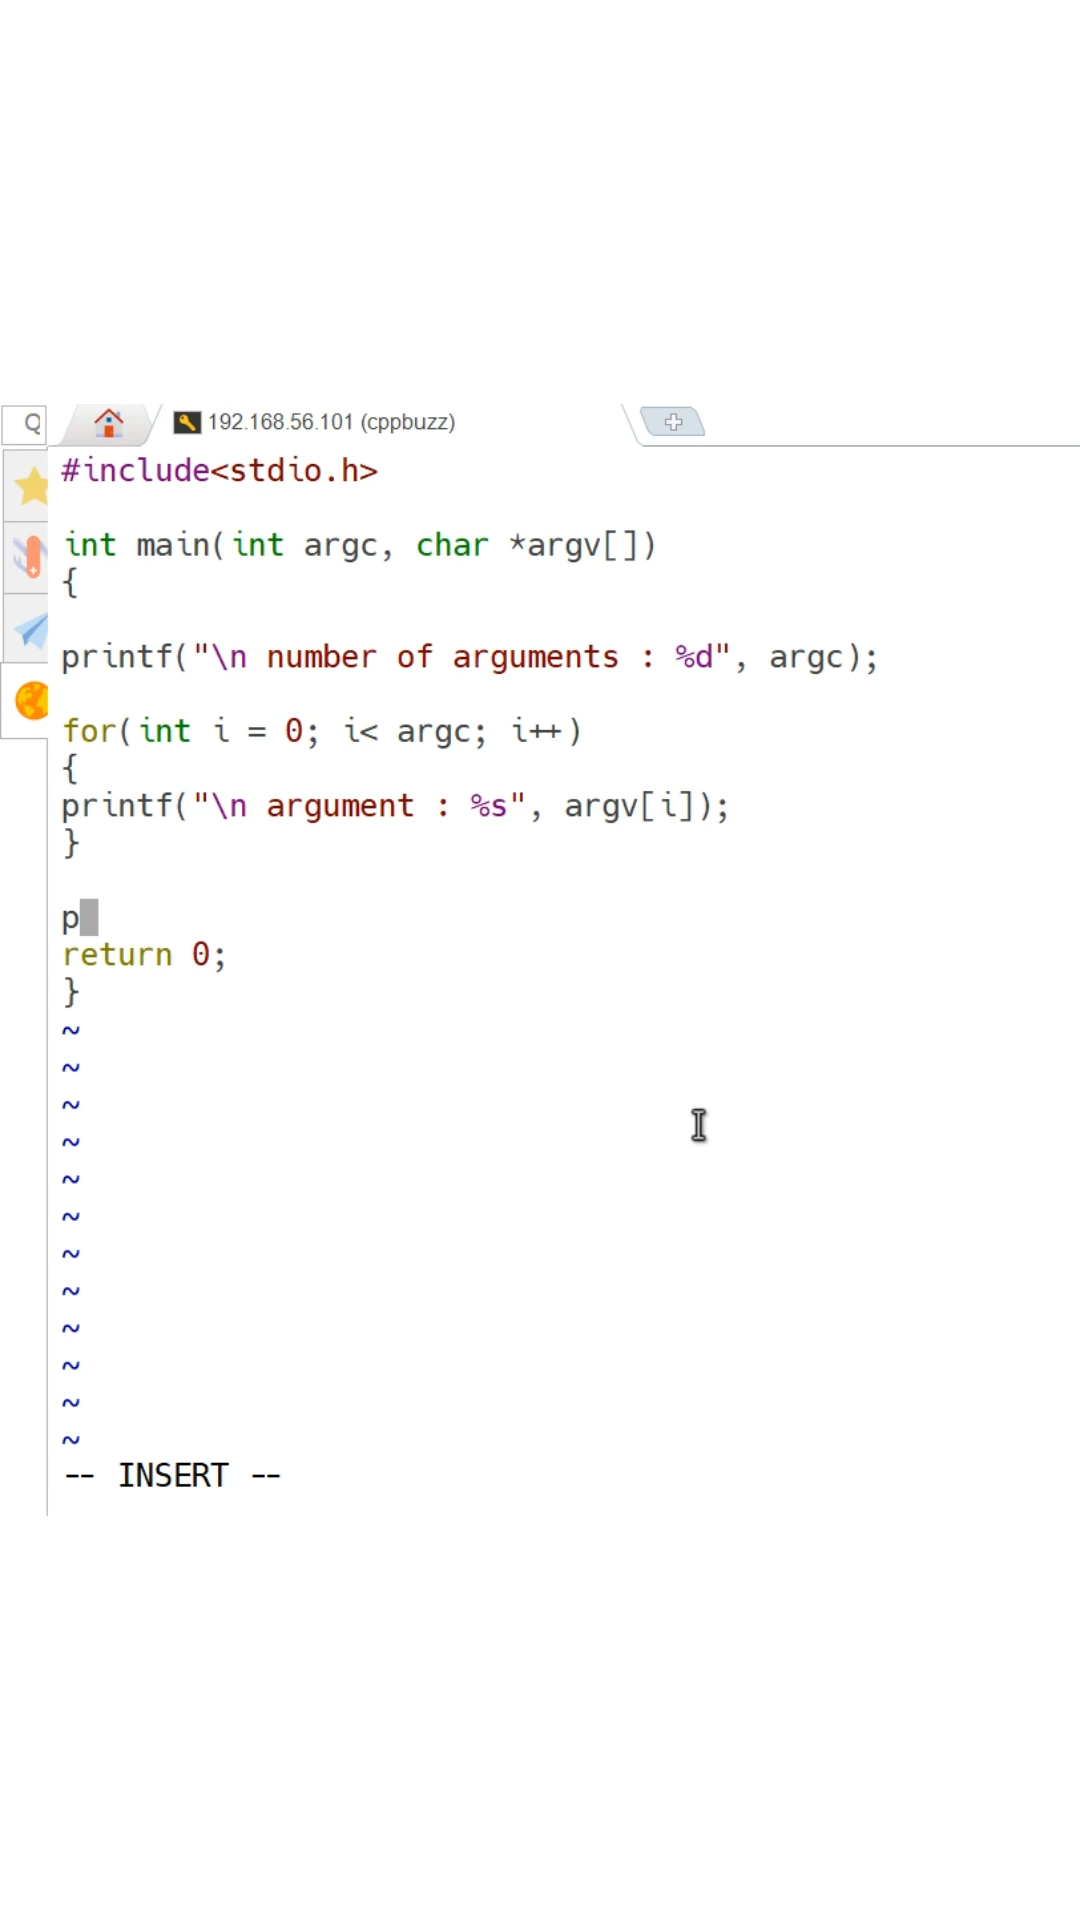 Q
192.168.56.101 (cppbuzz)
#include<stdio.h>
int main(int argc, char *argv[])
{
printf("\n number of arguments : %d", argc);
for(int i = 0; i< argc; i++)
{
printf("\n argument : %s", argv[i]);
}
p
return 0;
}
~
~
~
~
~
~
~
~
~
~
~
~
-- INSERT --